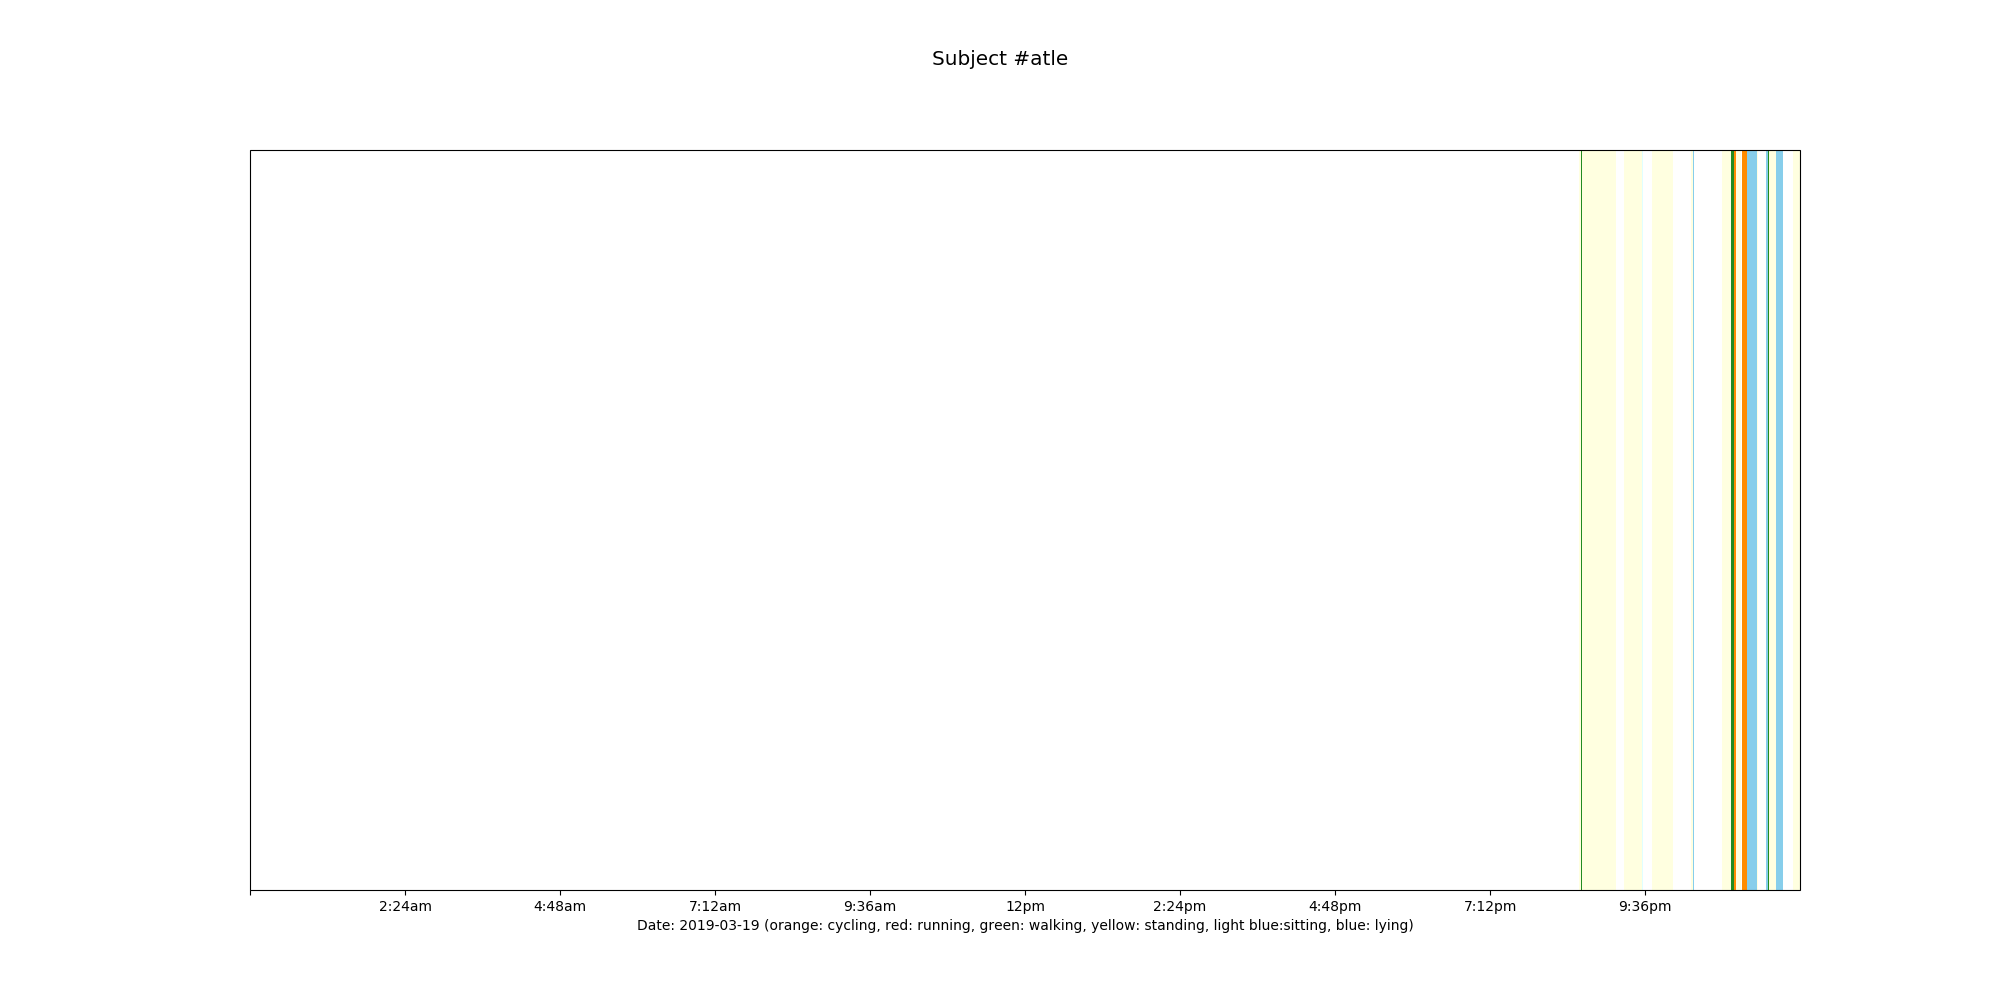 Subject #atle
2:24am 4:48am 7:12am 9:36am 12pm 2:24pm 4:48pm 7:12pm 9:36pm
Date: 2019-03-19 (orange: cycling, red: running, green: walking, yellow: standing, light blue:sitting, blue: lying)